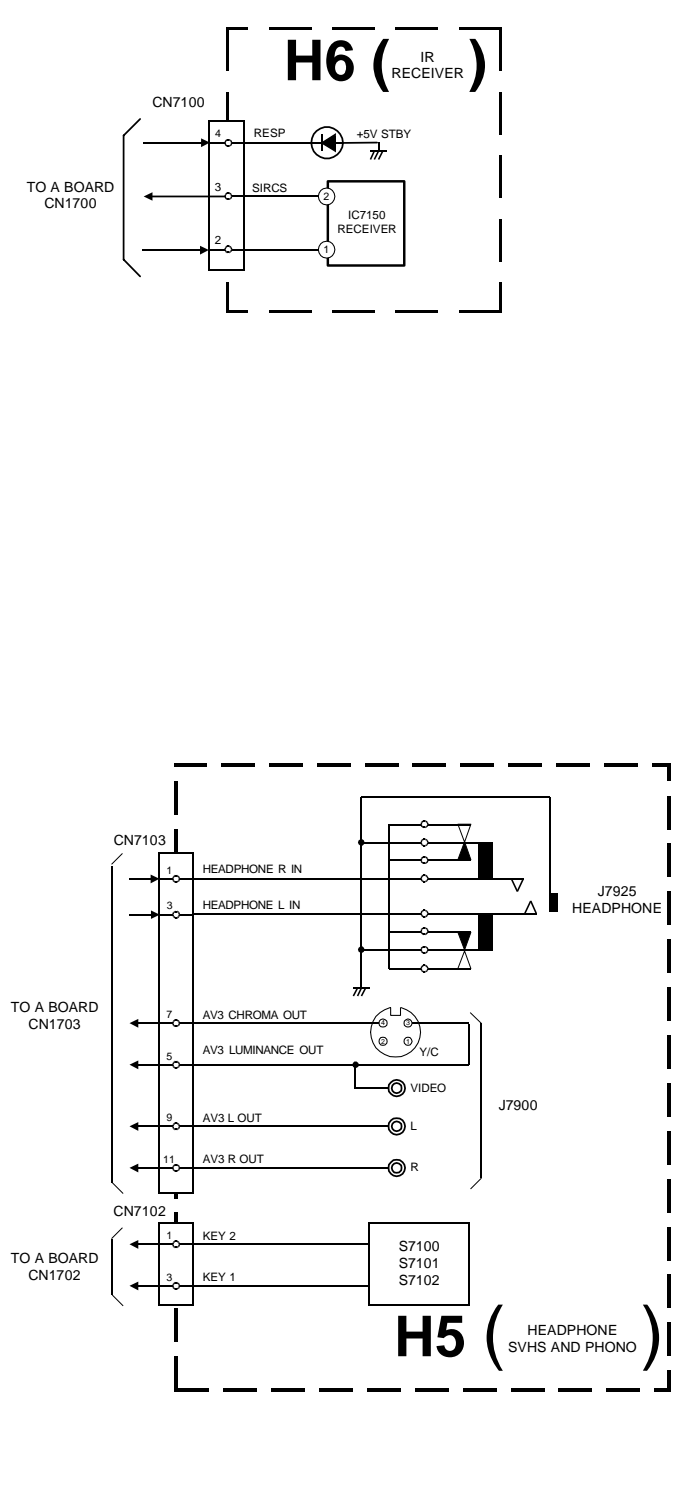 H6 ( IR
RECEIVER )
CN7100
4 RESP +5V STBY
TO A BOARD
CN1700
3 SIRCS 2
IC7150
RECEIVER
2 1
CN7103
1 HEADPHONE R IN
3 HEADPHONE L IN
J7925
HEADPHONE
TO A BOARD
CN1703
7 AV3 CHROMA OUT
4 3
2 1
Y/C
5 AV3 LUMINANCE OUT
VIDEO
J7900
9 AV3 L OUT L
11 AV3 R OUT R
CN7102
1 KEY 2
TO A BOARD
CN1702
3 KEY 1
S7100
S7101
S7102
H5 ( HEADPHONE
SVHS AND PHONO )